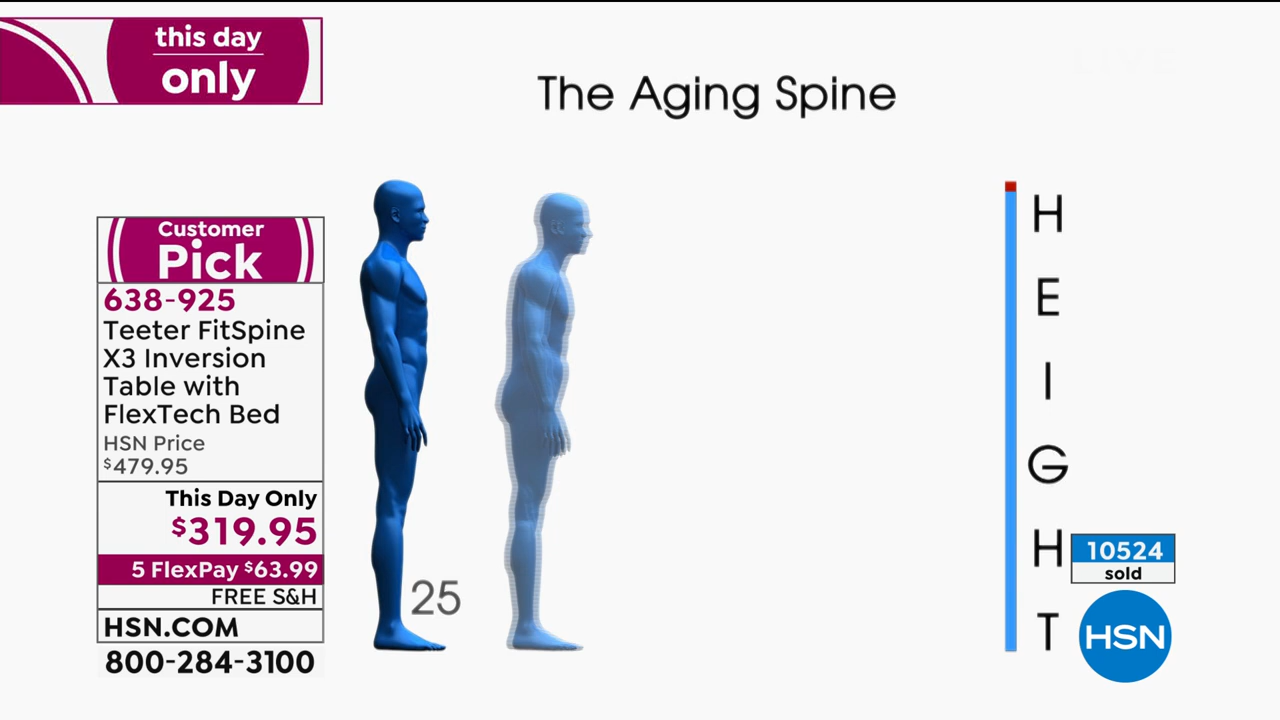 this day
only
The Aging Spine
LIVE
Customer
Pick
638-925
Teeter FitSpine
X3 Inversion
Table with
FlexTech Bed
HSN Price
$479.95
This Day Only
$319.95
5 FlexPay $63.99
FREE S&H
HSN.COM
800-284-3100
25
H
E
I
G
H
T
10524
sold
HSN